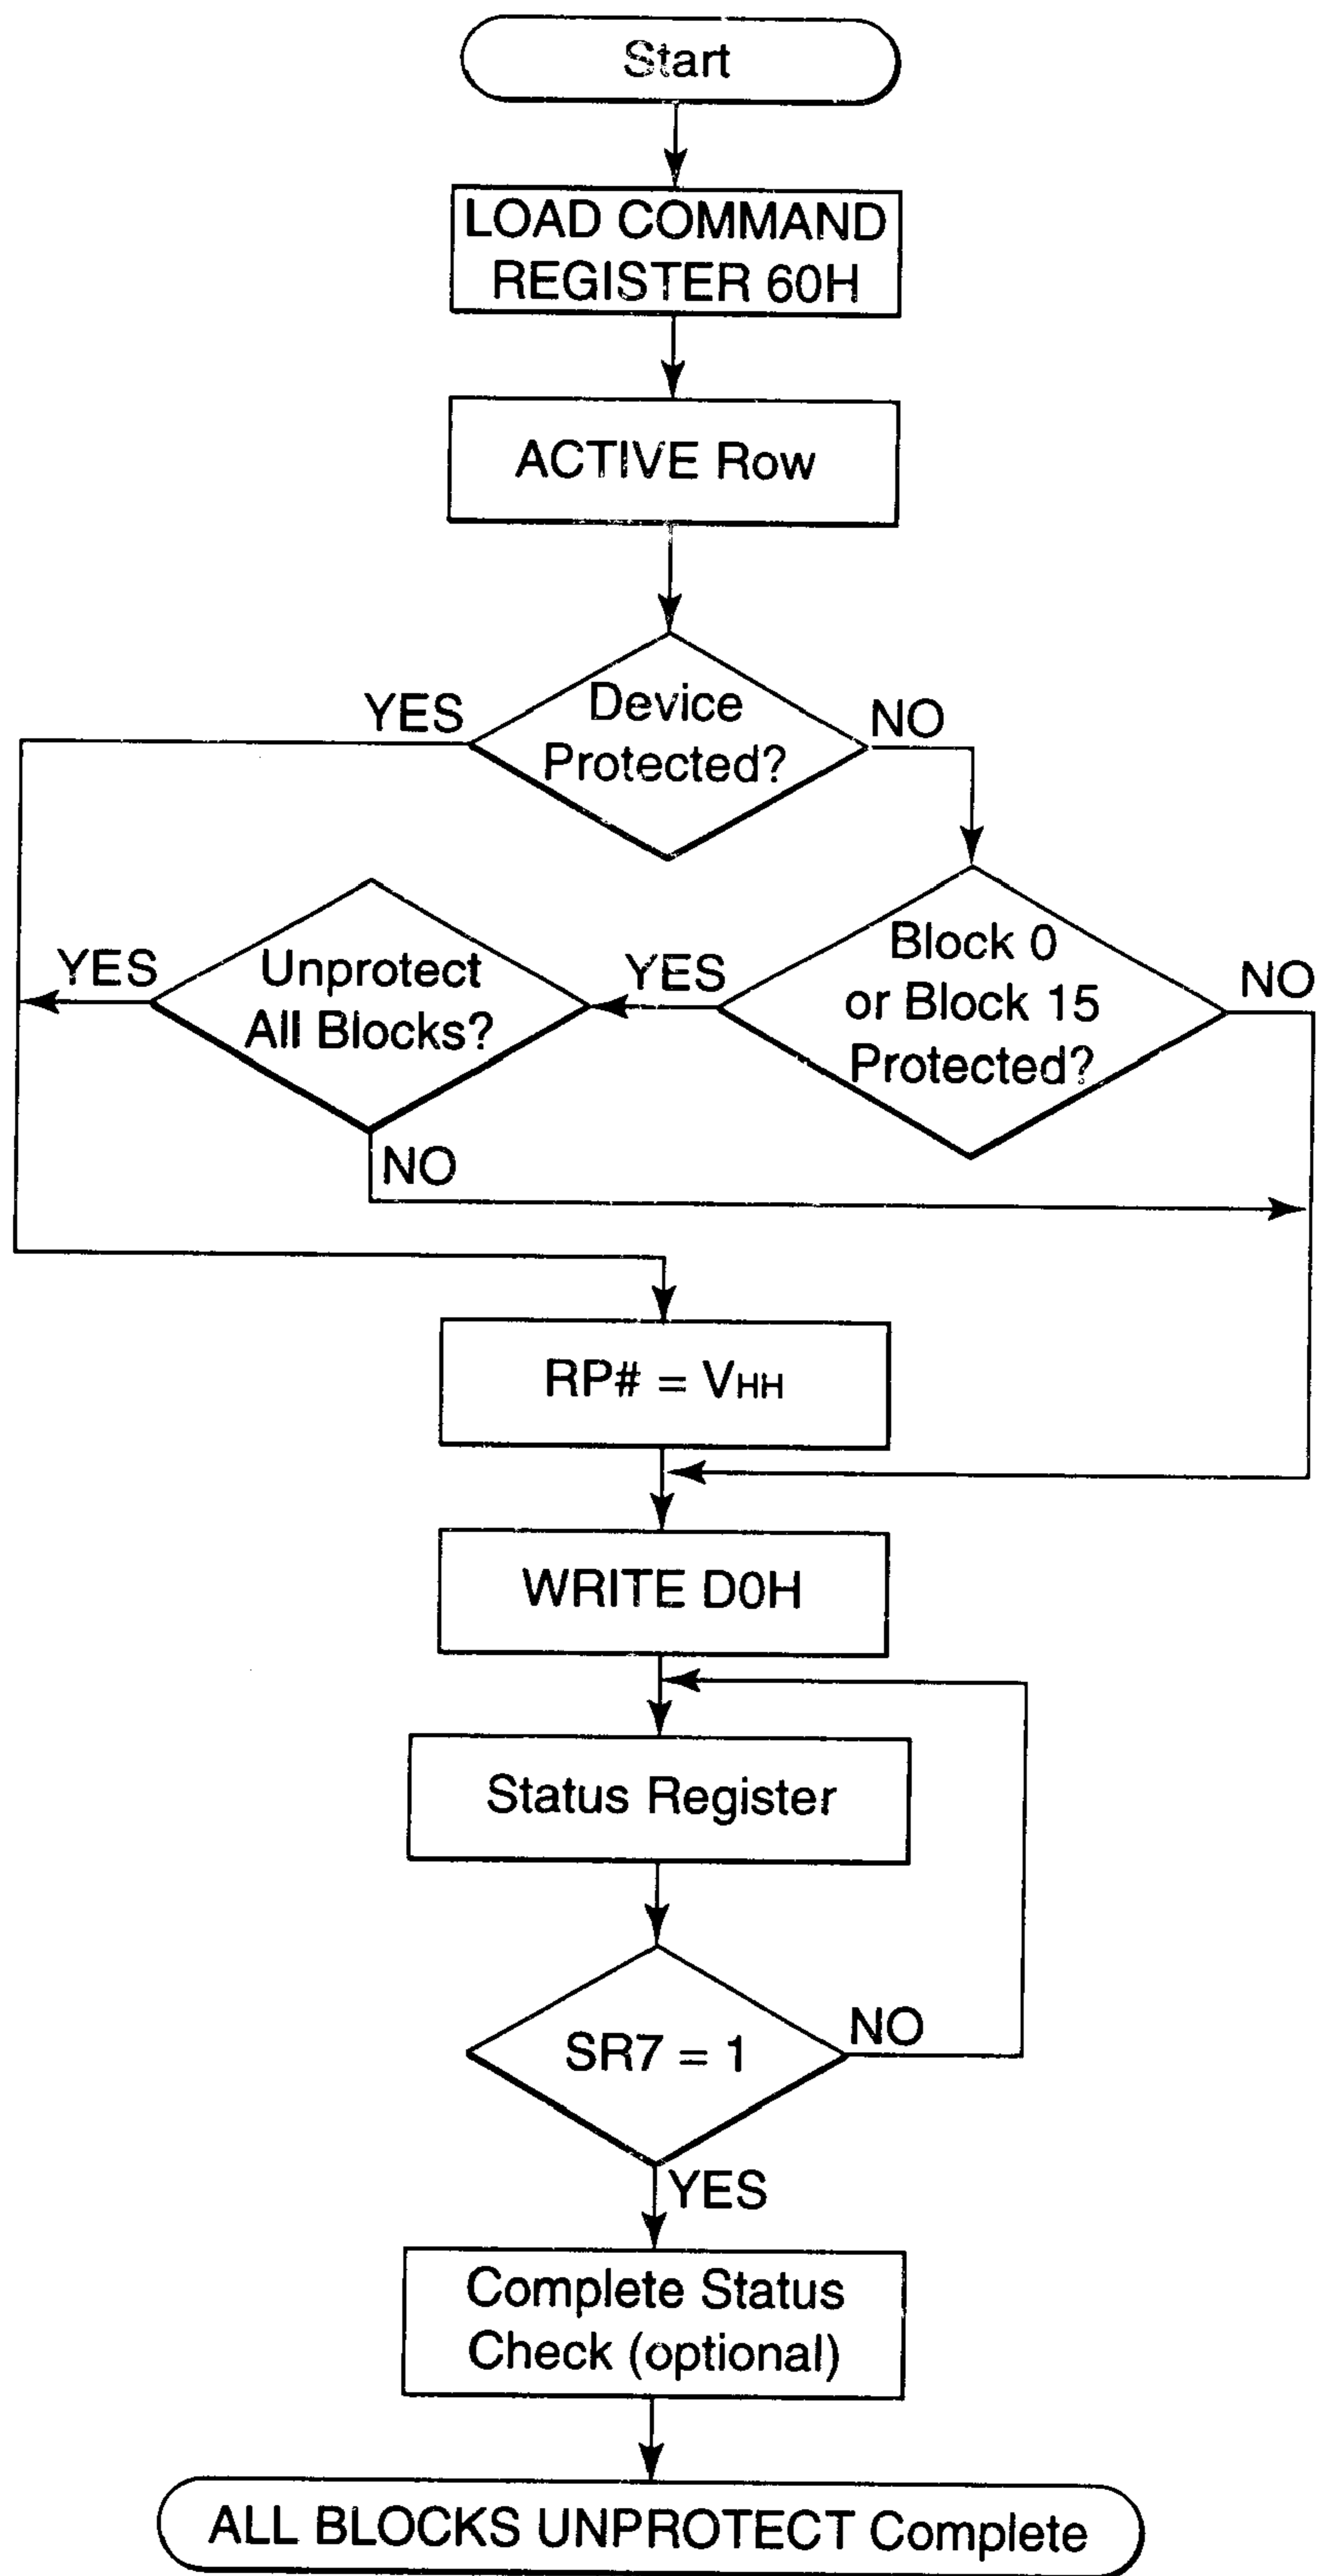 Start
LOAD COMMAND
REGISTER 60H
ACTIVE Row
Device
Protected?
YES
NO
Block 0
or Block 15
Protected?
YES
NO
Unprotect
All Blocks?
YES
NO
RP# = VHH
WRITE D0H
Status Register
SR7 = 1
NO
YES
Complete Status
Check (optional)
ALL BLOCKS UNPROTECT Complete